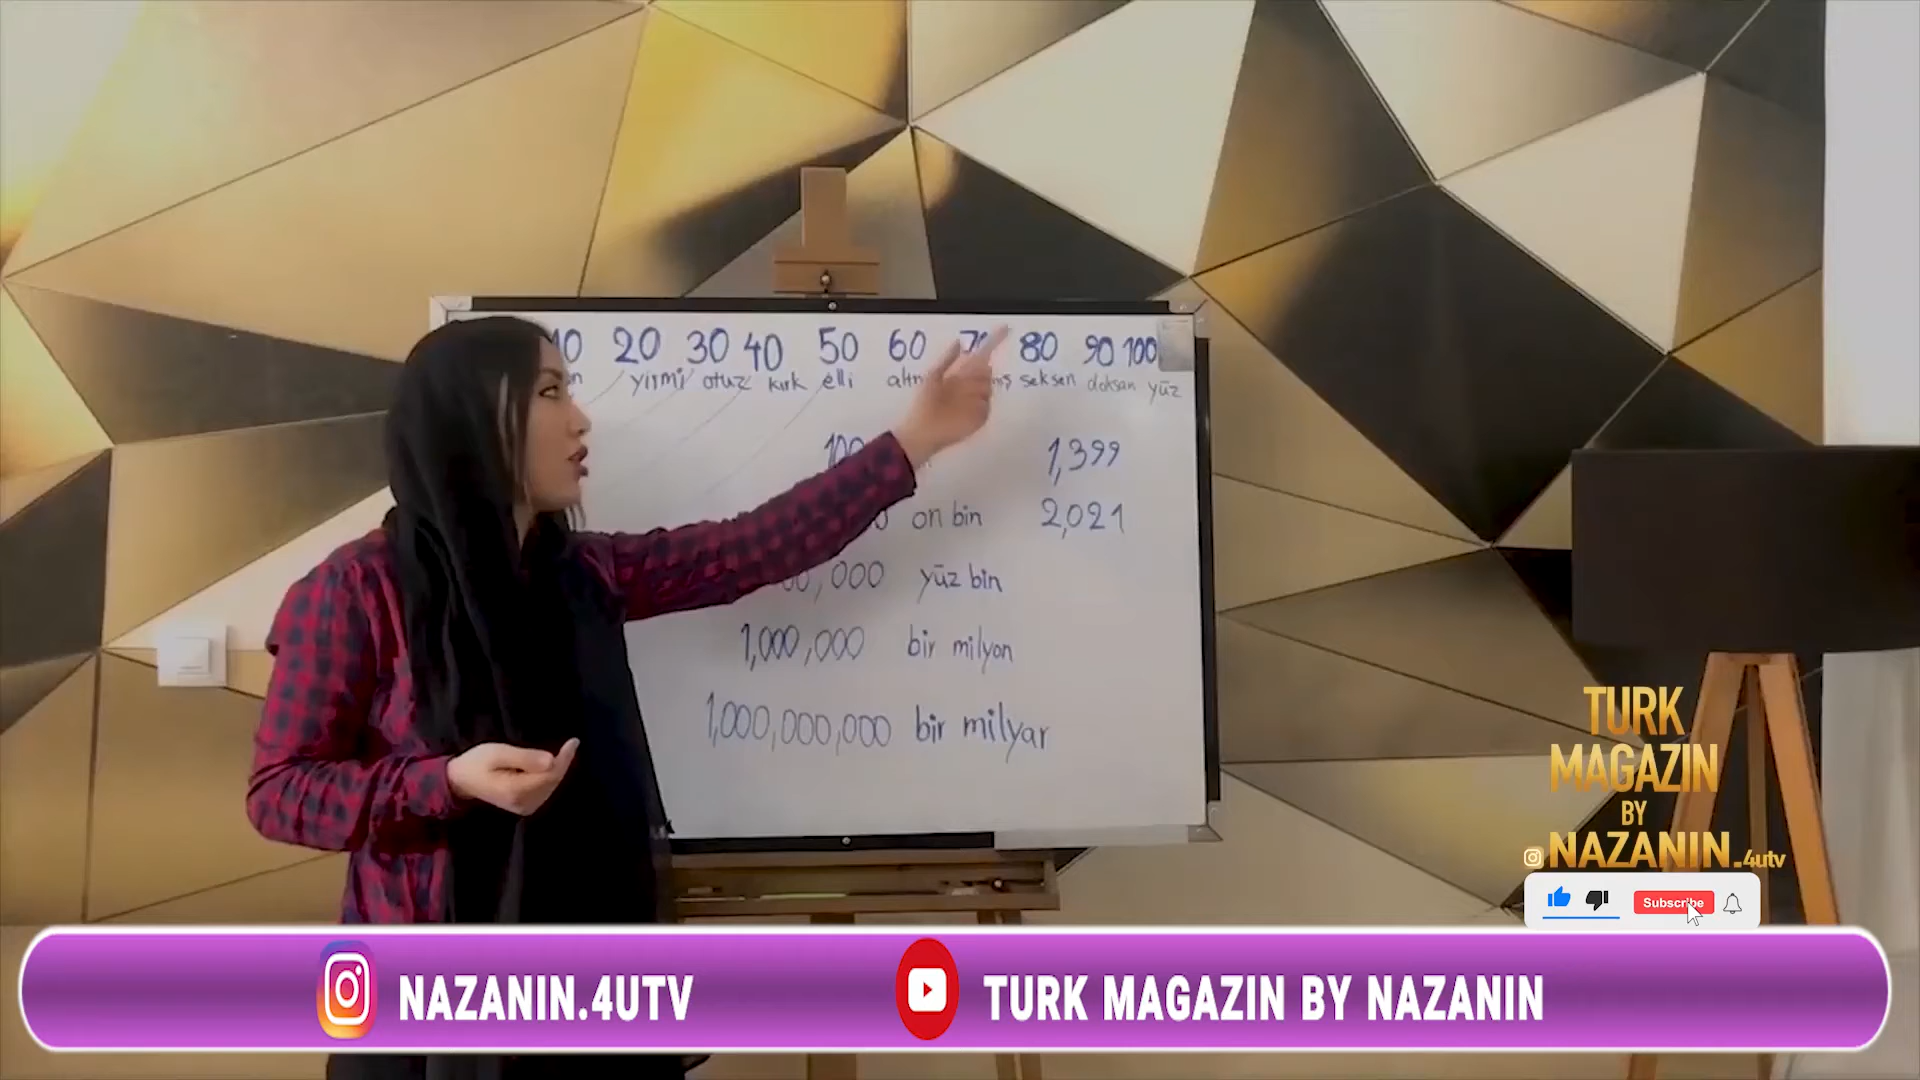 20 30 40 50 60 80 90 100
yirmi otuz kırk elli seksen doksan yüz
1,399
on bin 2,021
yüz bin
1,000,000 bir milyon
1,000,000,000 bir milyar
TURK
MAGAZIN
BY
NAZANIN.4utv
Subscribe
NAZANIN.4UTV TURK MAGAZIN BY NAZANIN